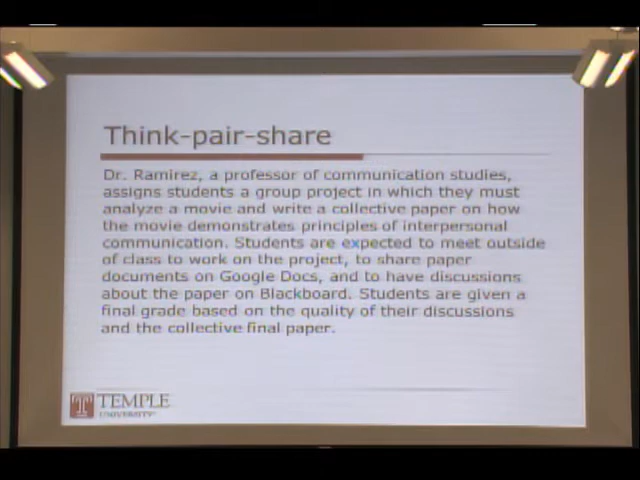 Think-pair-share
Dr. Ramirez, a professor of communication studies,
assigns students a group project in which they must
analyze a movie and write a collective paper on how
the movie demonstrates principles of interpersonal
communication. Students are expected to meet outside
of class to work on the project, to share paper
documents on Google Docs, and to have discussions
about the paper on Blackboard. Students are given a
final grade based on the quality of their discussions
and the collective final paper.
TEMPLE
UNIVERSITY